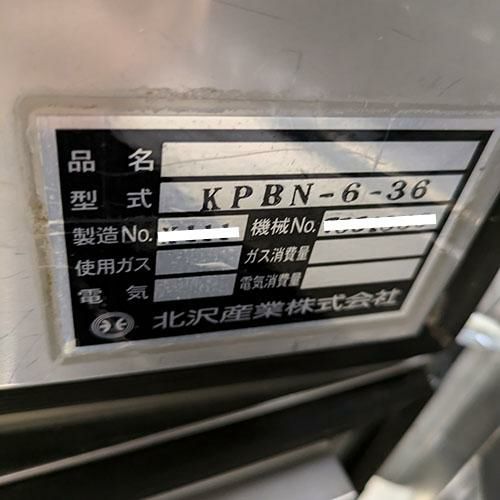 品名
型式 KPBN-6-36
製造No. 機械No.
使用ガス ガス消費量
電気 電気消費量
北沢産業株式会社